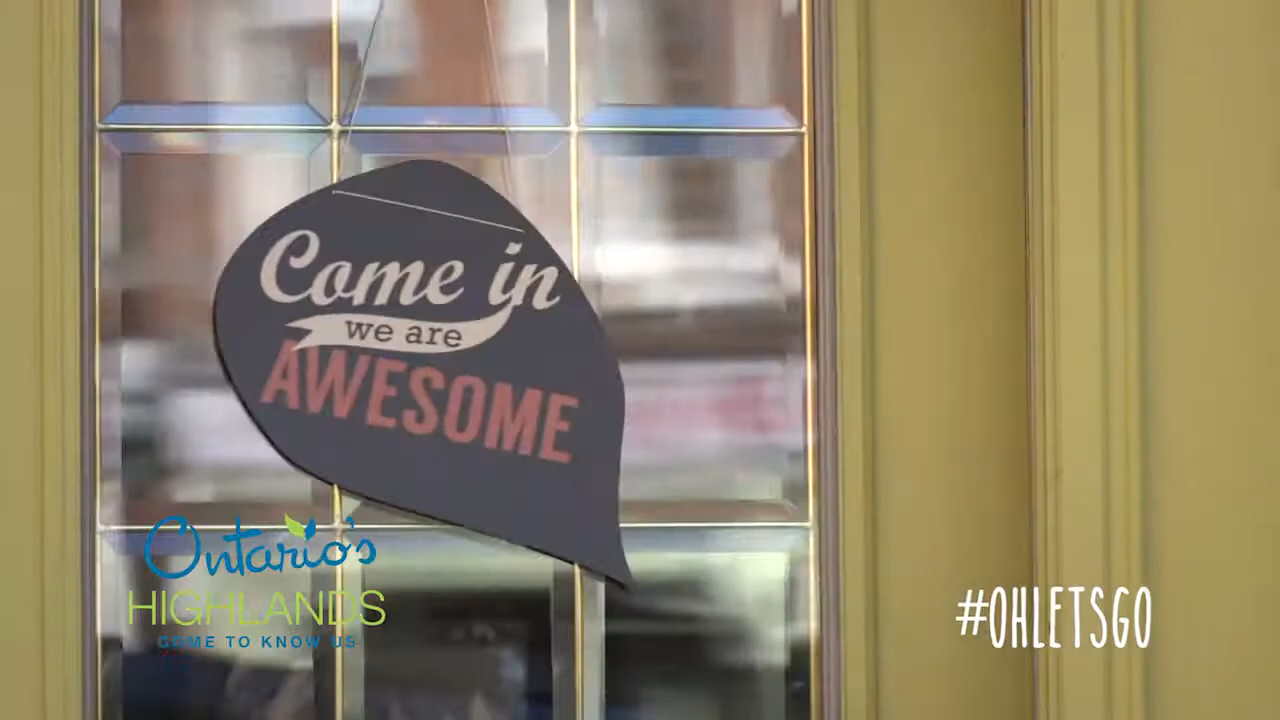 Come in
we are
AWESOME
Ontario's
HIGHLANDS
COME TO KNOW US
#OHLETSGO